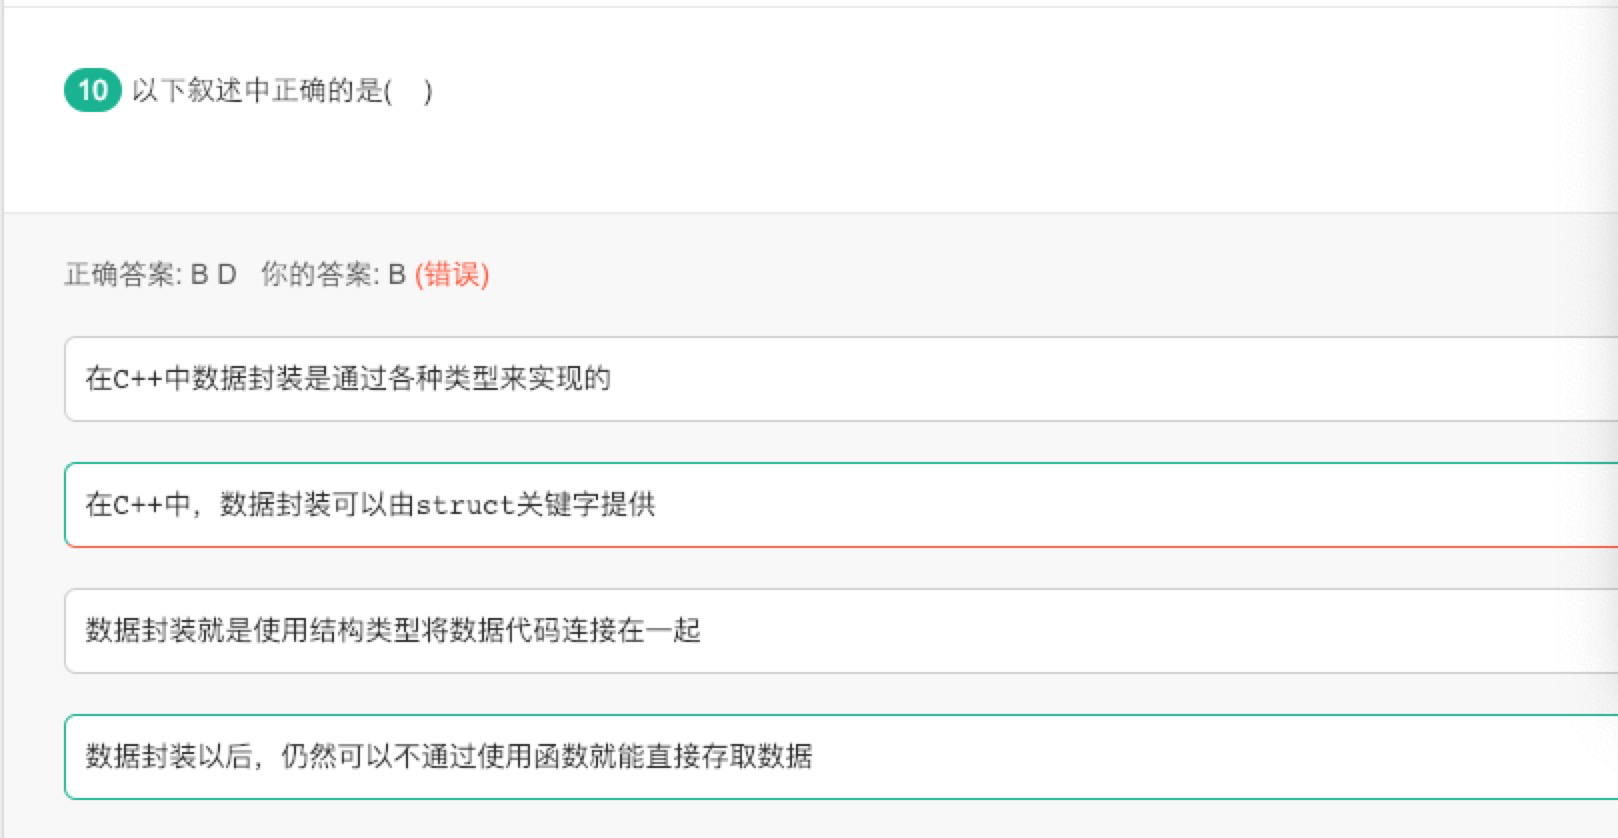 10 以下叙述中正确的是(　)
正确答案: B D 你的答案: B (错误)
在C++中数据封装是通过各种类型来实现的
在C++中，数据封装可以由struct关键字提供
数据封装就是使用结构类型将数据代码连接在一起
数据封装以后，仍然可以不通过使用函数就能直接存取数据